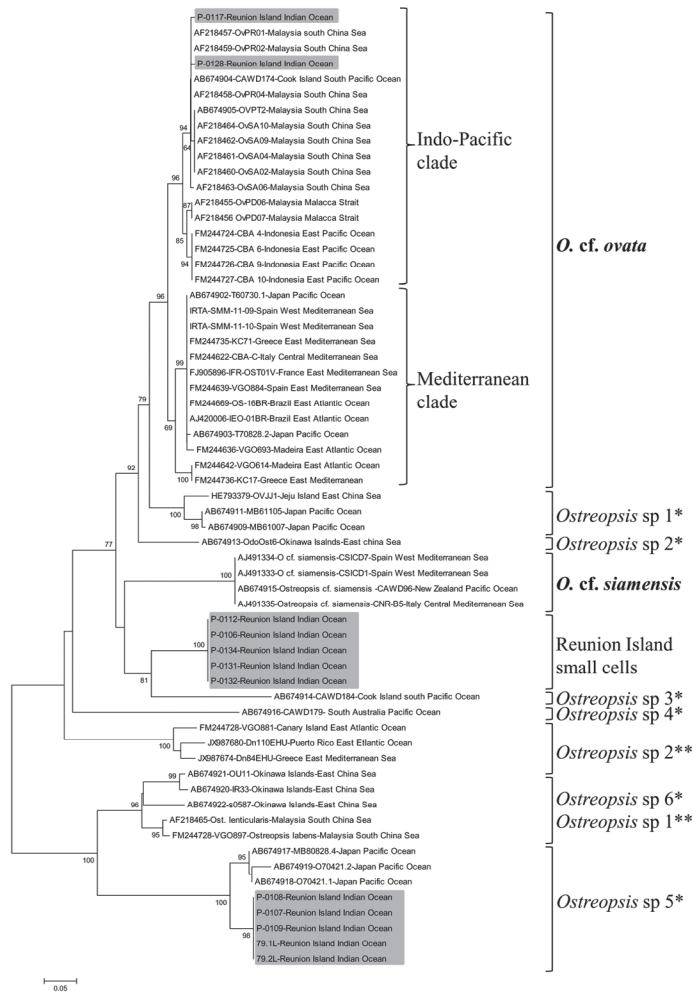 P-0117-Reunion Island Indian Ocean
AF218457-OvPR01-Malaysia south China Sea
AF218459-OvPR02-Malaysia South China Sea
P-0128-Reunion Island Indian Ocean
AB674904-CAWD174-Cook Island South Pacific Ocean
AF218458-OvPR04-Malaysia South China Sea
AB674905-OVPT2-Malaysia South China Sea
94
AF218464-OvSA10-Malaysia South China Sea
Indo-Pacific
clade
AF218462-OvSA09-Malaysia South China Sea
64
AF218461-OvSA04-Malaysia South China Sea
AF218460-OvSA02-Malaysia South China Sea
96
AF218463-OvSA06-Malaysia South China Sea
AF218455-OvPD06-Malaysia Malacca Strait
87
AF218456 OvPD07-Malaysia Malacca Strait
FM244724-CBA 4-Indonesia East Pacific Ocean
85
FM244725-CBA 6-Indonesia East Pacific Ocean
O. cf. ovata
94
FM244726-CBA 9-Indonesia East Pacific Ocean
FM244727-CBA 10-Indonesia East Pacific Ocean
96
AB674902-T60730.1-Japan Pacific Ocean
IRTA-SMM-11-09-Spain West Mediterranean Sea
IRTA-SMM-11-10-Spain West Mediterranean Sea
FM244735-KC71-Greece East Mediterranean Sea
99
FM244622-CBA-C-Italy Central Mediterranean Sea
FJ905896-IFR-OST01V-France East Mediterranean Sea
Mediterranean
clade
FM244639-VGO884-Spain East Mediterranean Sea
79
FM244669-OS-16BR-Brazil East Atlantic Ocean
AJ420006-IEO-01BR-Brazil East Atlantic Ocean
69
AB674903-T70828.2-Japan Pacific Ocean
FM244636-VGO693-Madeira East Atlantic Ocean
FM244642-VGO614-Madeira East Atlantic Ocean
92
100
FM244736-KC17-Greece East Mediterranean
HE793379-OVJJ1-Jeju Island East China Sea
100
AB674911-MB61105-Japan Pacific Ocean
Ostreopsis sp 1*
98
AB674909-MB61007-Japan Pacific Ocean
AB674913-OdoOst6-Okinawa Isalnds-East china Sea
Ostreopsis sp 2*
77
AJ491334-O cf. siamensis-CSICD7-Spain West Mediterranean Sea
100
AJ491333-O cf. siamensis-CSICD1-Spain West Mediterranean Sea
AB674915-Ostreopsis cf. siamensis -CAWD96-New Zealand Pacific Ocean
O. cf. siamensis
AJ491335-Ostreopsis cf. siamensis-CNR-B5-Italy Central Mediterranean Sea
P-0112-Reunion Island Indian Ocean
P-0106-Reunion Island Indian Ocean
100
P-0134-Reunion Island Indian Ocean
Reunion Island
small cells
P-0131-Reunion Island Indian Ocean
81
P-0132-Reunion Island Indian Ocean
AB674914-CAWD184-Cook Island south Pacific Ocean
Ostreopsis sp 3*
AB674916-CAWD179- South Australia Pacific Ocean
Ostreopsis sp 4*
FM244728-VGO881-Canary Island East Atlantic Ocean
100
JX987680-Dn110EHU-Puerto Rico East Etlantic Ocean
Ostreopsis sp 2**
JX987674-Dn84EHU-Greece East Mediterranean Sea
99
AB674921-OU11-Okinawa Islands-East China Sea
AB674920-IR33-Okinawa Islands-East China Sea
96
AB674922-s0587-Okinawa Islands-East China Sea
Ostreopsis sp 6*
AF218465-Ost. lenticularis-Malaysia South China Sea
Ostreopsis sp 1**
95
FM244728-VGO897-Ostreopsis labens-Malaysia South China Sea
100
95
AB674917-MB80828.4-Japan Pacific Ocean
AB674919-O70421.2-Japan Pacific Ocean
AB674918-O70421.1-Japan Pacific Ocean
100
P-0108-Reunion Island Indian Ocean
Ostreopsis sp 5*
P-0107-Reunion Island Indian Ocean
P-0109-Reunion Island Indian Ocean
98
79.1L-Reunion Island Indian Ocean
79.2L-Reunion Island Indian Ocean
0.05